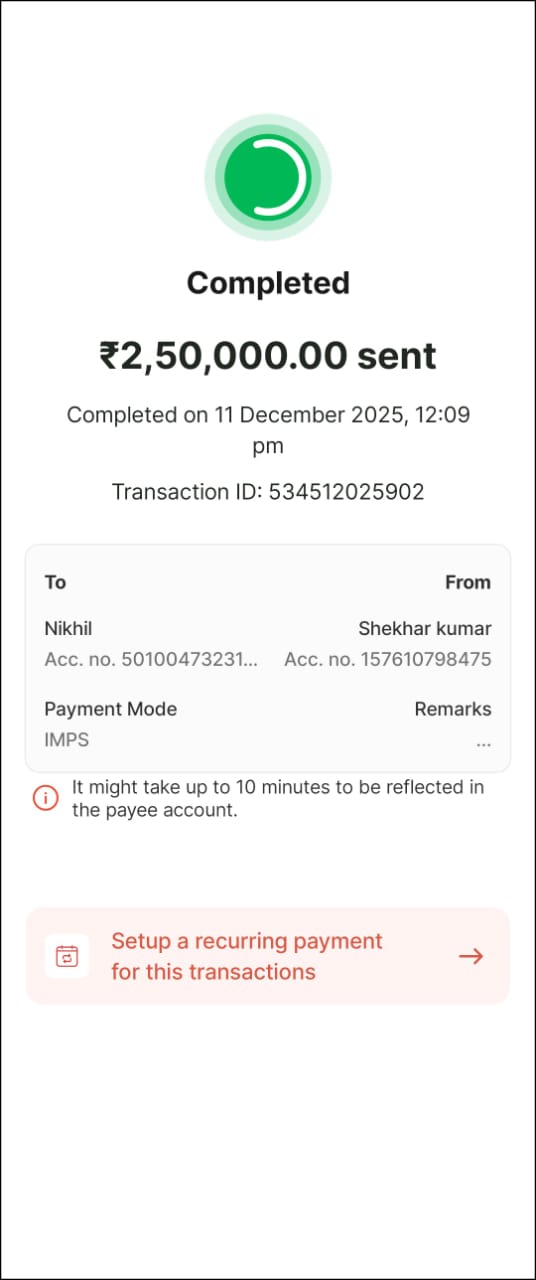 Completed
₹2,50,000.00 sent
Completed on 11 December 2025, 12:09
pm
Transaction ID: 534512025902
To From
Nikhil Shekhar kumar
Acc. no. 50100473231... Acc. no. 157610798475
Payment Mode Remarks
IMPS ...
It might take up to 10 minutes to be reflected in
the payee account.
Setup a recurring payment
for this transactions